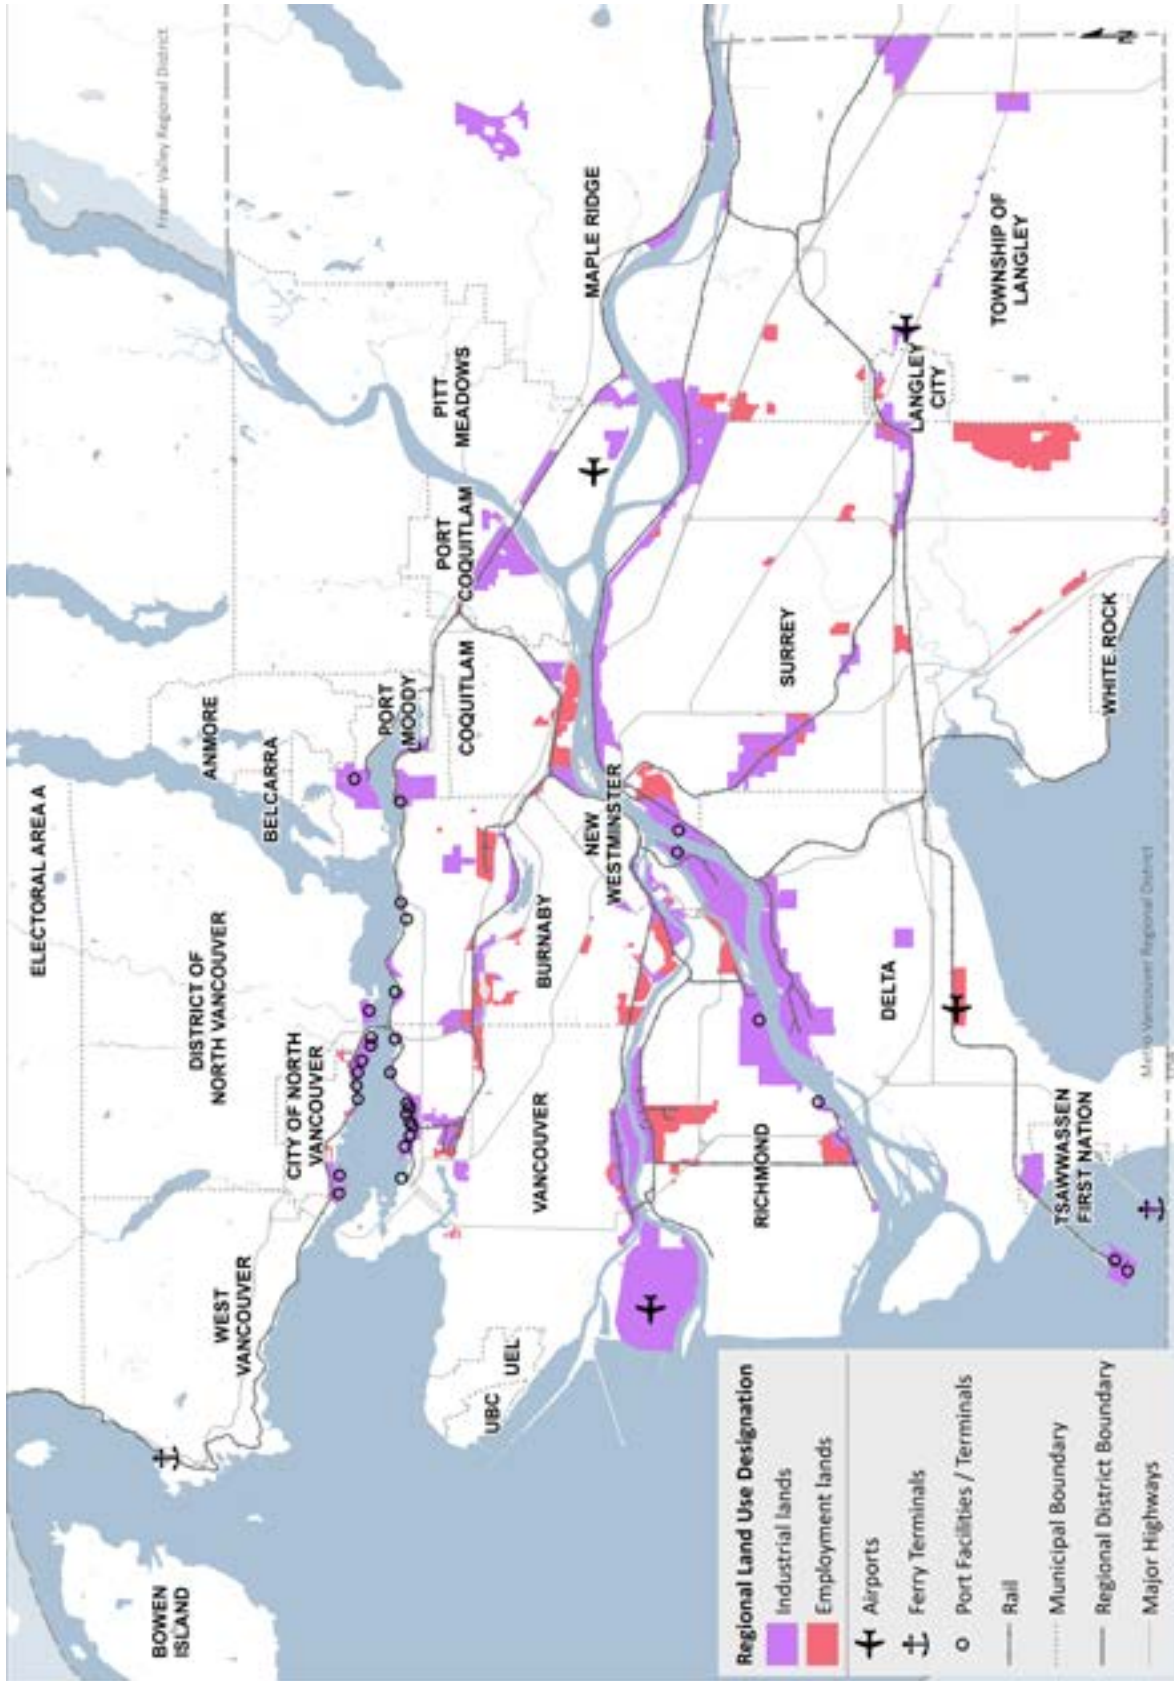 ELECTORAL AREA A
Fraser Valley Regional District
BOWEN
ISLAND
WEST
VANCOUVER
DISTRICT OF
NORTH VANCOUVER
CITY OF NORTH
VANCOUVER
ANMORE
BELCARRA
PORT
MOODY
COQUITLAM
PORT
COQUITLAM
PITT
MEADOWS
MAPLE RIDGE
UBC
UEL
VANCOUVER
BURNABY
NEW
WESTMINSTER
RICHMOND
SURREY
DELTA
LANGLEY
CITY
TOWNSHIP OF
LANGLEY
WHITE ROCK
TSAWWASSEN
FIRST NATION
Metro Vancouver Regional District
N
Regional Land Use Designation
Industrial lands
Employment lands
Airports
Ferry Terminals
Port Facilities / Terminals
Rail
Municipal Boundary
Regional District Boundary
Major Highways